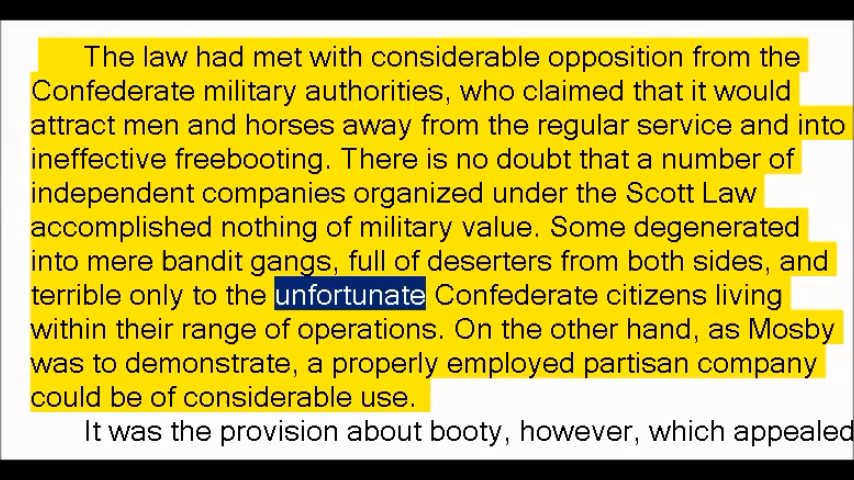 The law had met with considerable opposition from the
Confederate military authorities, who claimed that it would
attract men and horses away from the regular service and into
ineffective freebooting. There is no doubt that a number of
independent companies organized under the Scott Law
accomplished nothing of military value. Some degenerated
into mere bandit gangs, full of deserters from both sides, and
terrible only to the unfortunate Confederate citizens living
within their range of operations. On the other hand, as Mosby
was to demonstrate, a properly employed partisan company
could be of considerable use.
It was the provision about booty, however, which appealed